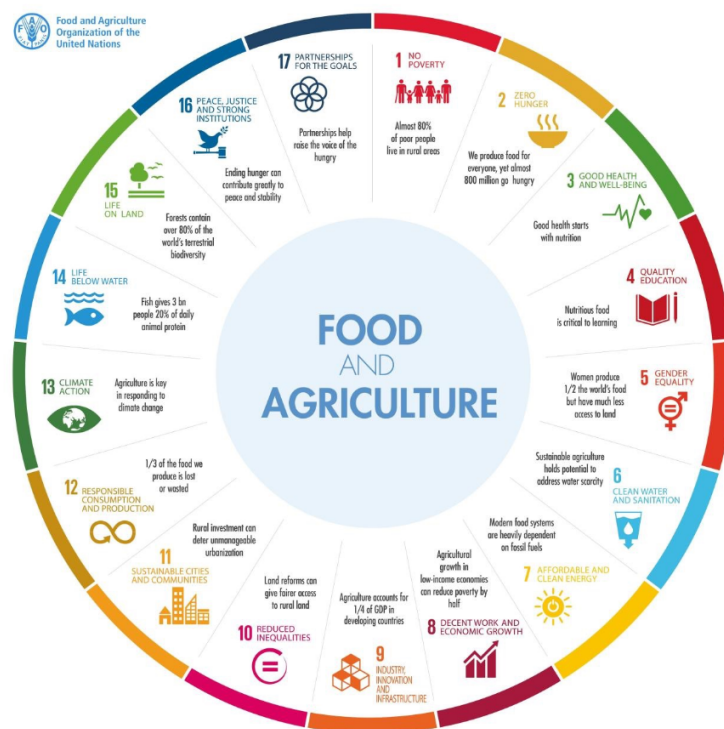 Food and Agriculture
Organization of the
United Nations
F A O
FIAT PANIS
FOOD
AND
AGRICULTURE
1 NO
POVERTY
Almost 80%
of poor people
live in rural areas
2 ZERO
HUNGER
We produce food for
everyone, yet almost
800 million go hungry
3 GOOD HEALTH
AND WELL-BEING
Good health starts
with nutrition
4 QUALITY
EDUCATION
Nutritious food
is critical to learning
5 GENDER
EQUALITY
Women produce
1/2 the world's food
but have much less
access to land
6
CLEAN WATER
AND SANITATION
Sustainable agriculture
holds potential to
address water scarcity
7 AFFORDABLE AND
CLEAN ENERGY
Modern food systems
are heavily dependent
on fossil fuels
8 DECENT WORK AND
ECONOMIC GROWTH
Agricultural
growth in
low-income economies
can reduce poverty by
half
9
INDUSTRY,
INNOVATION
AND
INFRASTRUCTURE
Agriculture accounts for
1/4 of GDP in
developing countries
10 REDUCED
INEQUALITIES
Land reforms can
give fairer access
to rural land
11
SUSTAINABLE CITIES
AND COMMUNITIES
Rural investment can
deter unmanageable
urbanization
12 RESPONSIBLE
CONSUMPTION
AND PRODUCTION
1/3 of the food we
produce is lost
or wasted
13 CLIMATE
ACTION
Agriculture is key
in responding to
climate change
14 LIFE
BELOW WATER
Fish gives 3 bn
people 20% of daily
animal protein
15 LIFE
ON LAND
Forests contain
over 80% of the
world's terrestrial
biodiversity
16 PEACE, JUSTICE
AND STRONG
INSTITUTIONS
Ending hunger can
contribute greatly to
peace and stability
17 PARTNERSHIPS
FOR THE GOALS
Partnerships help
raise the voice of the
hungry